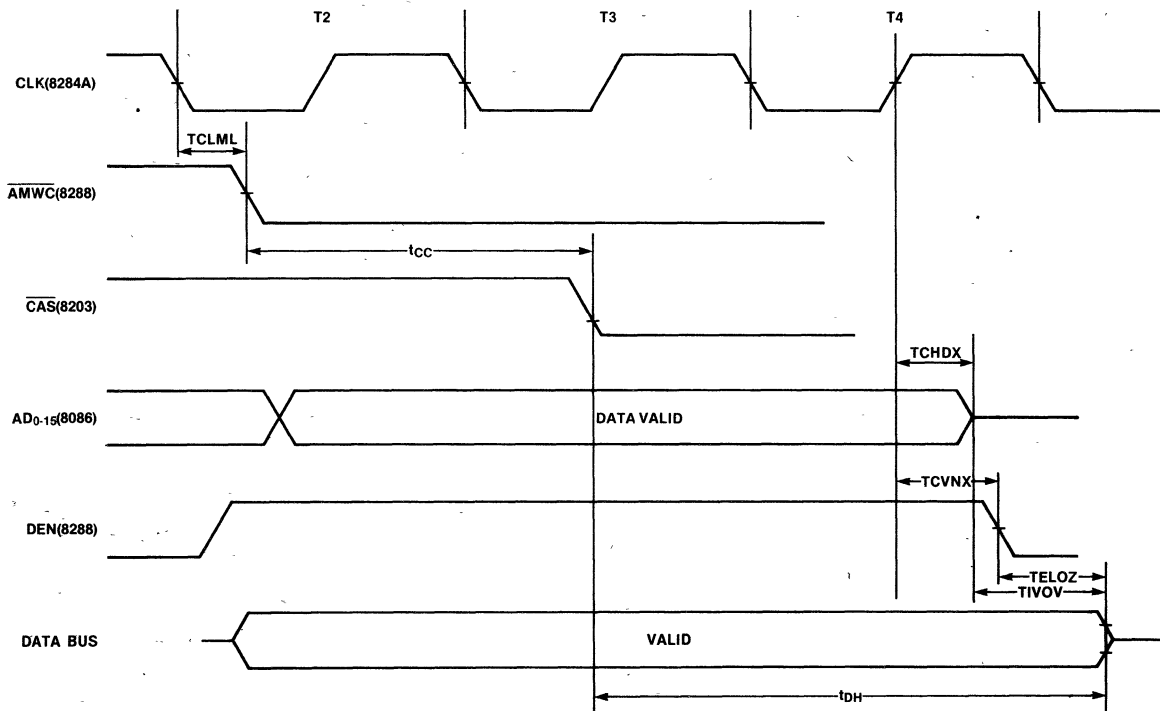 T2 T3 T4
CLK(8284A)
TCLML
AMWC(8288)
tCC
CAS(8203)
TCHDX
AD0-15(8086)
DATA VALID
TCVNX
DEN(8288)
TELOZ
TIVOV
DATA BUS
VALID
tDH